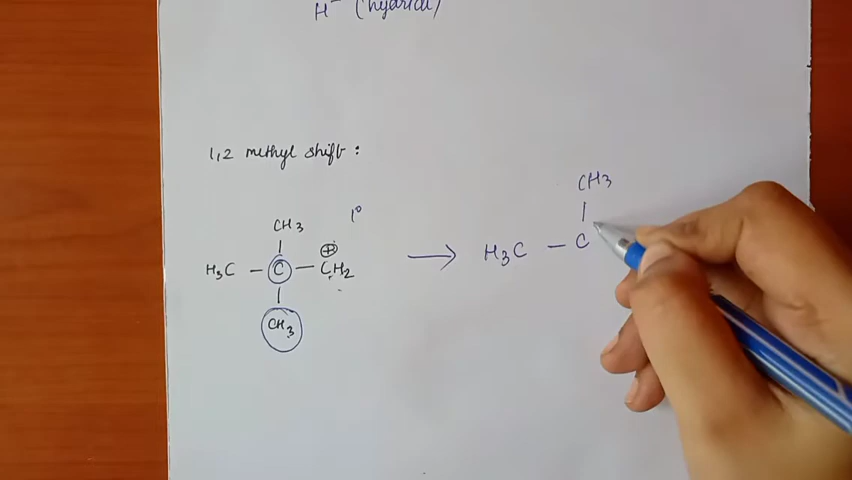 H⁻ (hydride)
1,2 methyl shift :
CH3 1°
H3C – C – CH2 ⊕
CH3
⟶
CH3
H3C – C